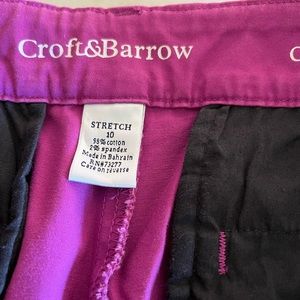 Croft&Barrow
C
STRETCH
10
98% cotton
2% spandex
Made in Bahrain
RN#73277
Care on reverse